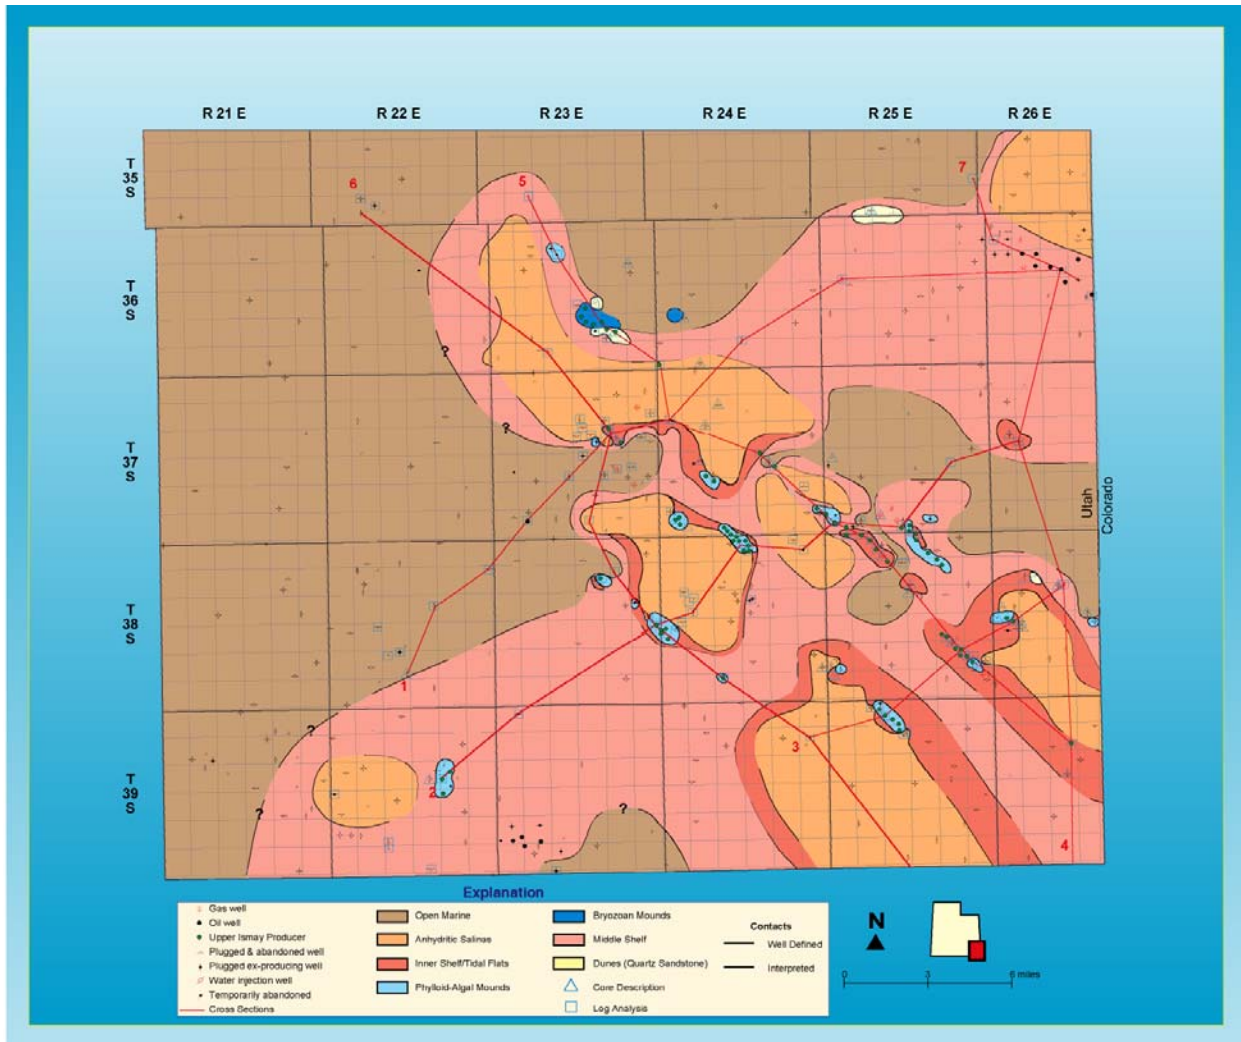 R 21 E R 22 E R 23 E R 24 E R 25 E R 26 E
T
35
S
6
5
7
T
36
S
?
?
T
37
S
Utah
Colorado
T
38
S
1
?
3
T
39
S
2
?
?
4
Explanation
Gas well
Oil well
Upper Ismay Producer
Plugged & abandoned well
Plugged ex-producing well
Water injection well
Temporarily abandoned
Cross Sections
Open Marine
Anhydritic Salinas
Inner Shelf/Tidal Flats
Phylloid-Algal Mounds
Bryozoan Mounds
Middle Shelf
Dunes (Quartz Sandstone)
Core Description
Log Analysis
Contacts
Well Defined
Interpreted
N
0 3 6 miles